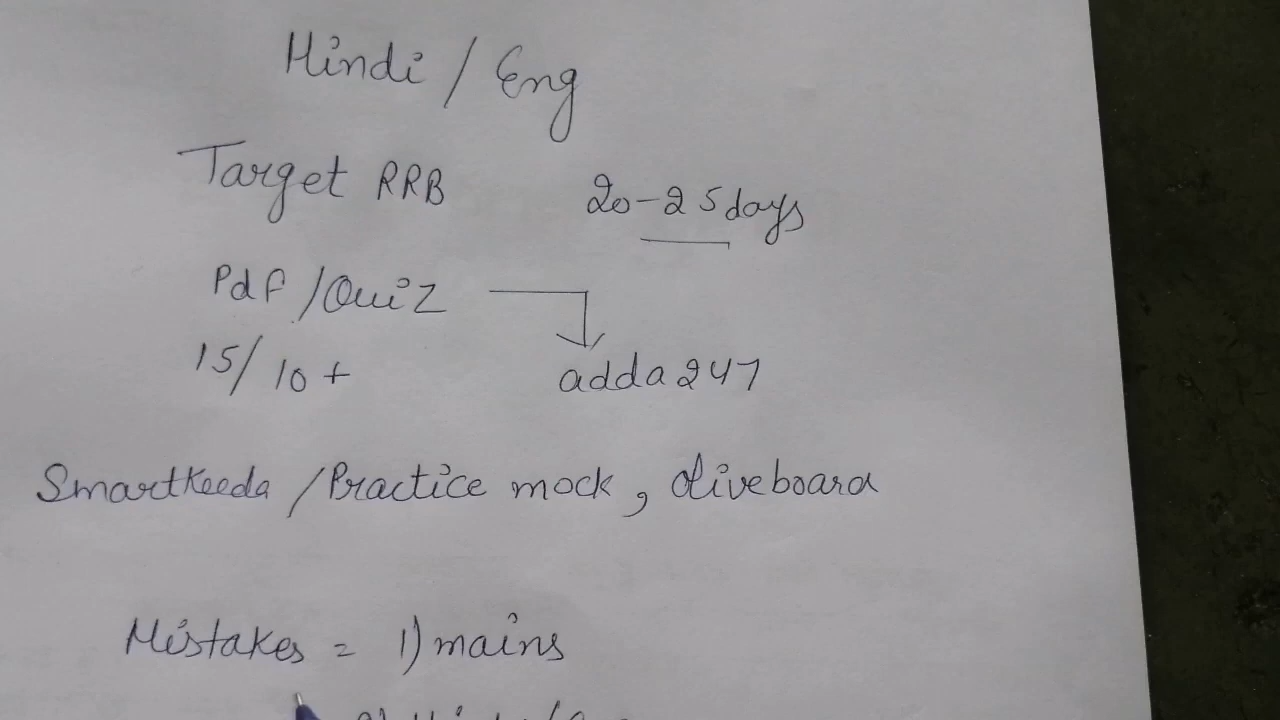 Hindi / Eng
Target RRB 20-25 days
Pdf / Quiz
15/10+ adda247
Smartkeeda / Practice mock, Oliveboard
Mistakes = 1) mains